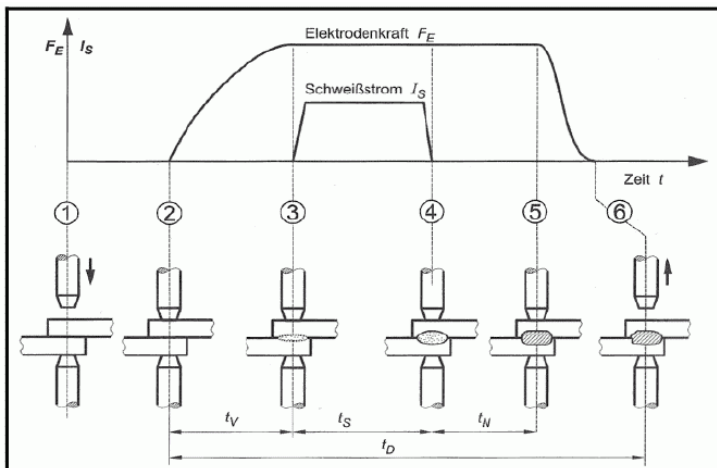 F_E I_S
Elektrodenkraft F_E
Schweißstrom I_S
Zeit t
1 2 3 4 5 6
t_V t_S t_N
t_D